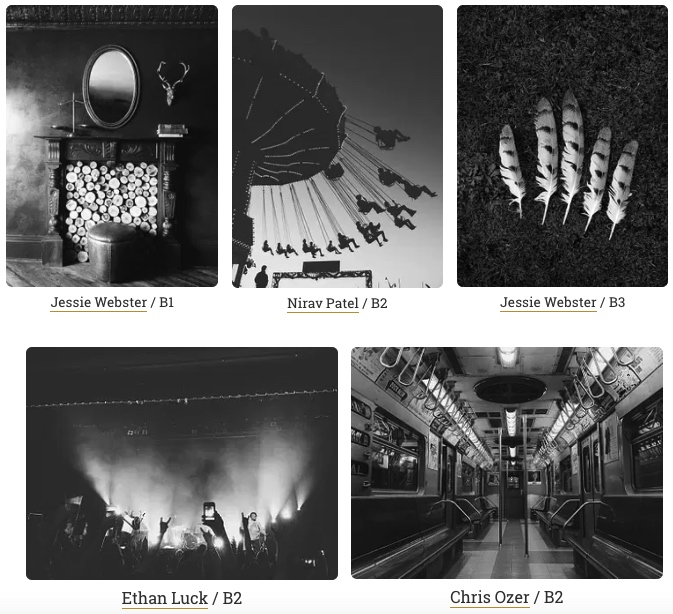 Jessie Webster / B1
Nirav Patel / B2
Jessie Webster / B3
Ethan Luck / B2
Chris Ozer / B2